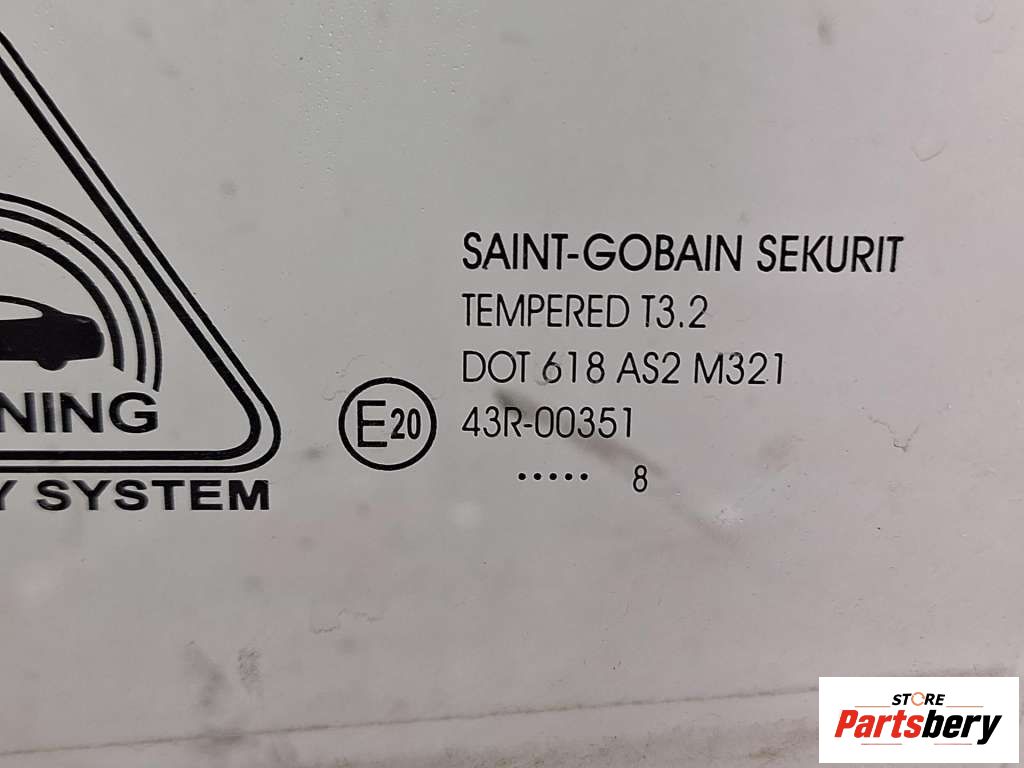 SAINT-GOBAIN SEKURIT
TEMPERED T3.2
DOT 618 AS2 M321
E20 43R-00351
..... 8
NING
Y SYSTEM
STORE
Partsbery